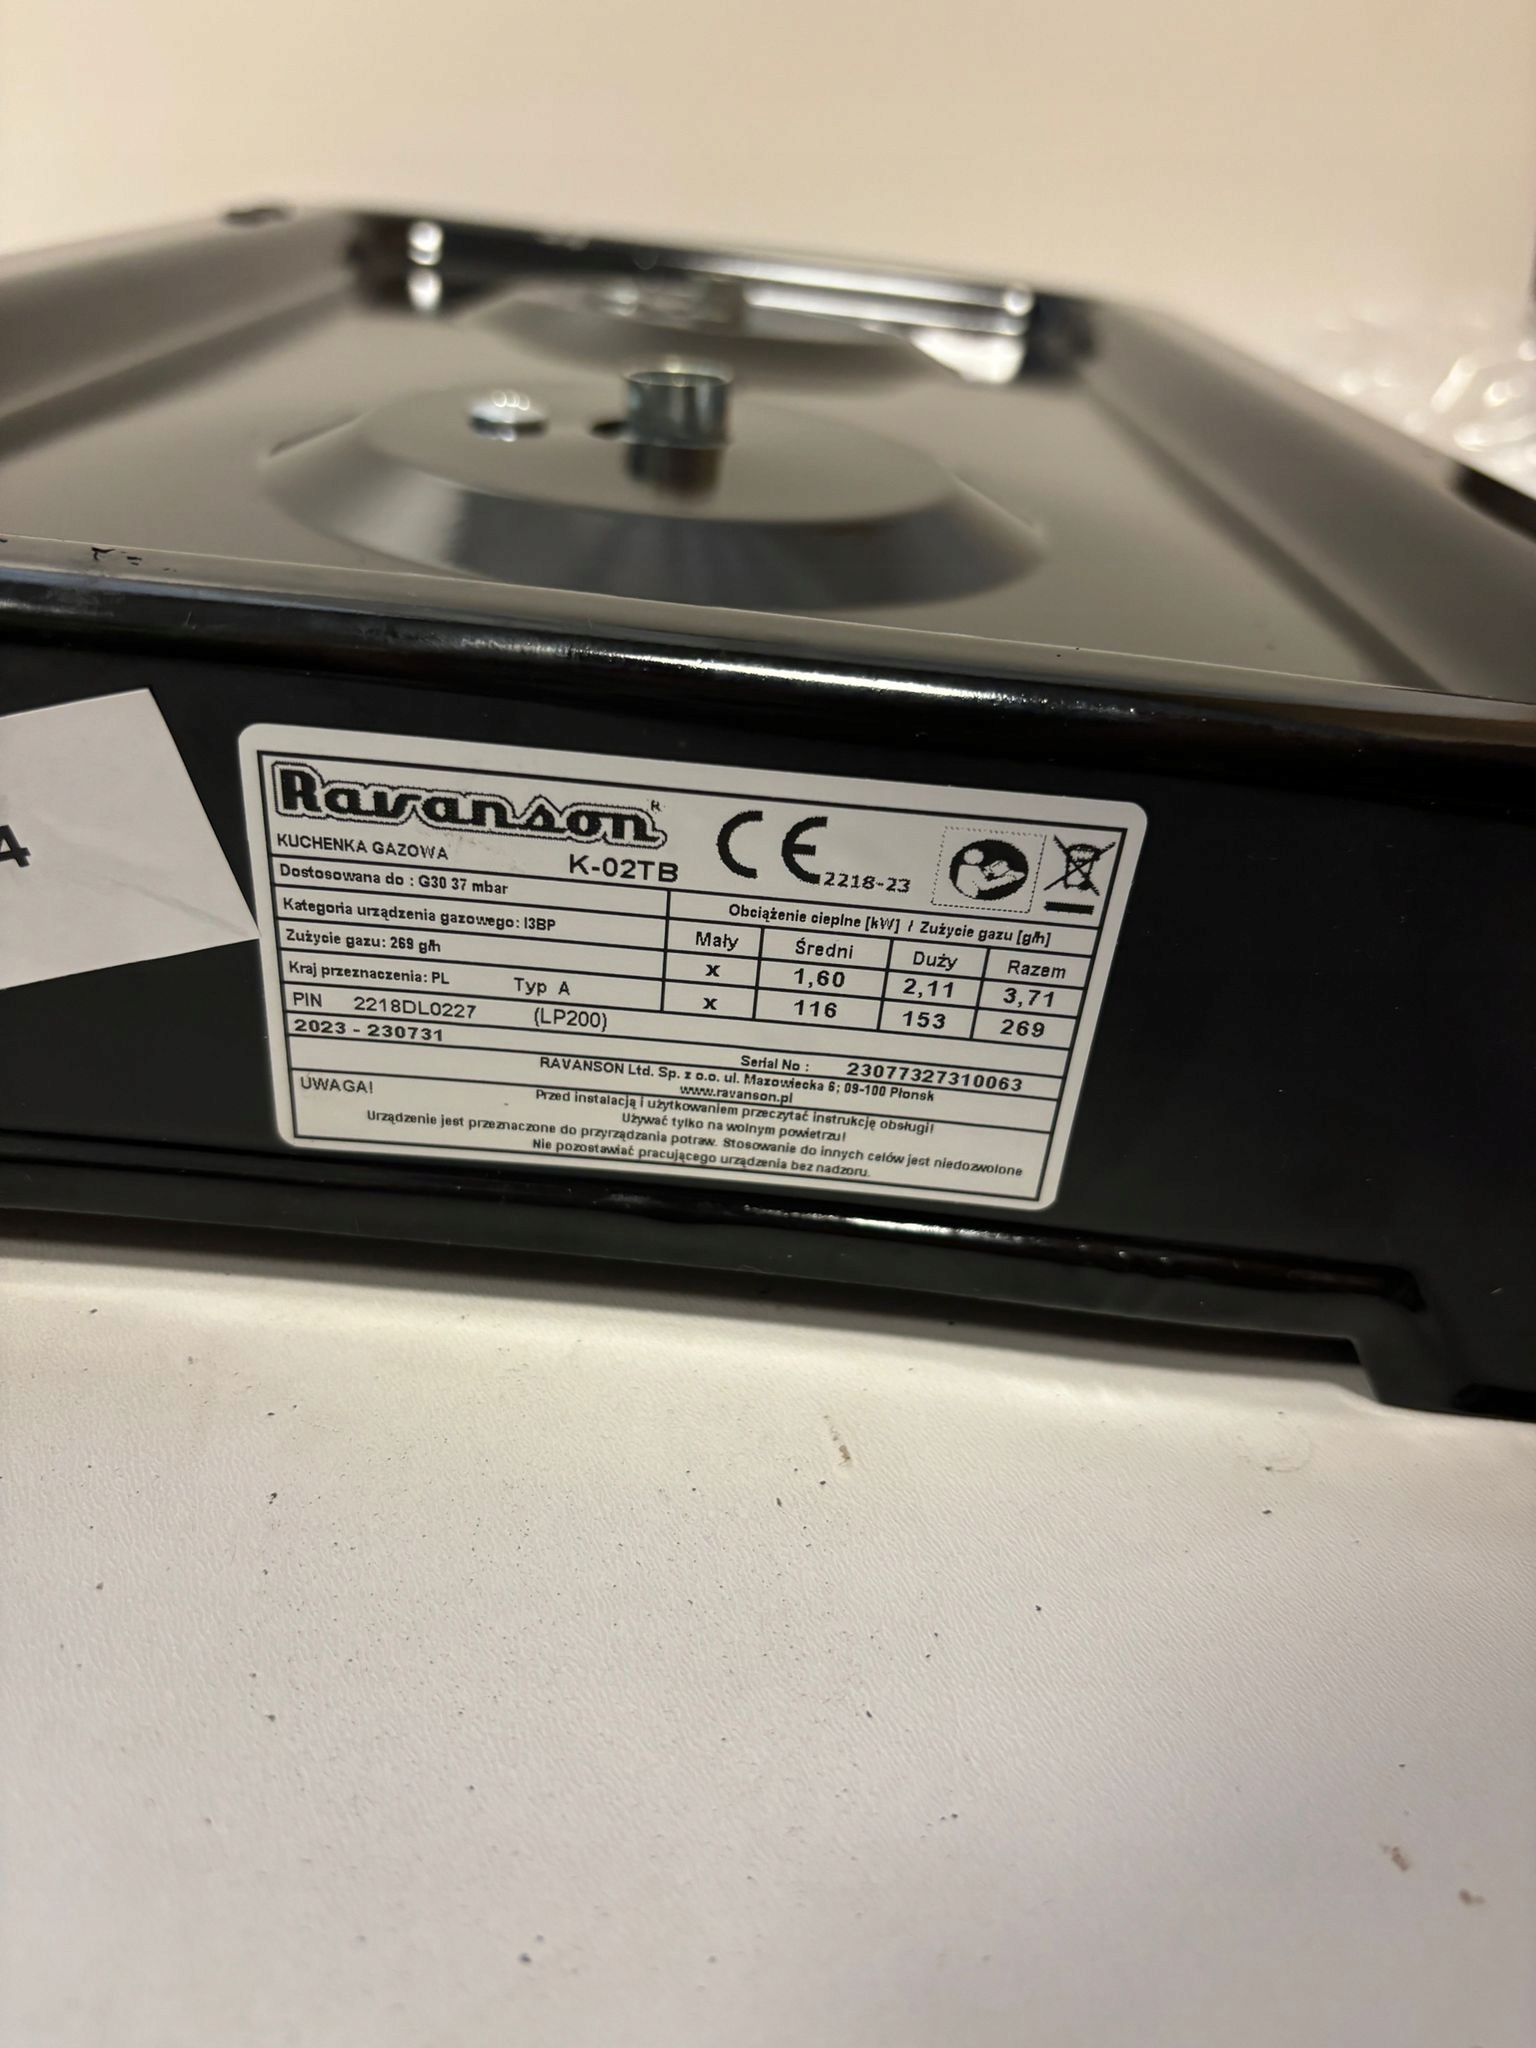 4
Ravanson R
KUCHENKA GAZOWA K-02TB
CE 2218-23
Dostosowana do : G30 37 mbar
Kategoria urządzenia gazowego: I3BP
Zużycie gazu: 269 g/h
Kraj przeznaczenia: PL Typ A
PIN 2218DL0227 (LP200)
2023 - 230731
Obciążenie cieplne [kW] / Zużycie gazu [g/h]
Mały Średni Duży Razem
x 1,60 2,11 3,71
x 116 153 269
Serial No : 23077327310063
RAVANSON Ltd. Sp. z o.o. ul. Mazowiecka 6; 09-100 Płonsk
www.ravanson.pl
UWAGA! Przed instalacją i użytkowaniem przeczytać instrukcję obsługi!
Używać tylko na wolnym powietrzu!
Urządzenie jest przeznaczone do przyrządzania potraw. Stosowanie do innych celów jest niedozwolone
Nie pozostawiać pracującego urządzenia bez nadzoru.